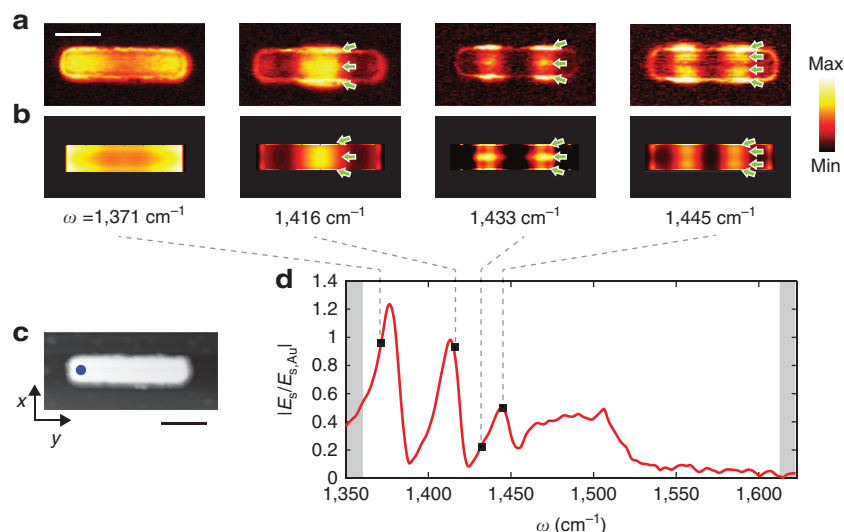 a
Max
Min
b
ω =1,371 cm⁻¹
1,416 cm⁻¹
1,433 cm⁻¹
1,445 cm⁻¹
c
x
y
d
|Eₛ/Eₛ,Au|
1.4
1.2
1
0.8
0.6
0.4
0.2
0
1,350
1,400
1,450
1,500
1,550
1,600
ω (cm⁻¹)